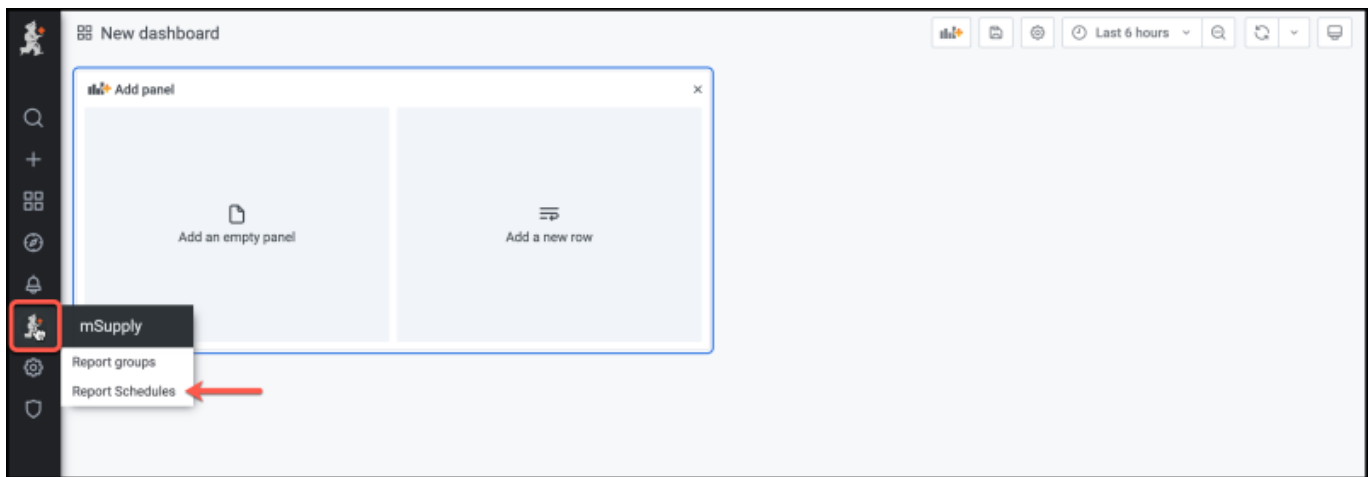 New dashboard
Last 6 hours
Add panel
Add an empty panel
Add a new row
mSupply
Report groups
Report Schedules